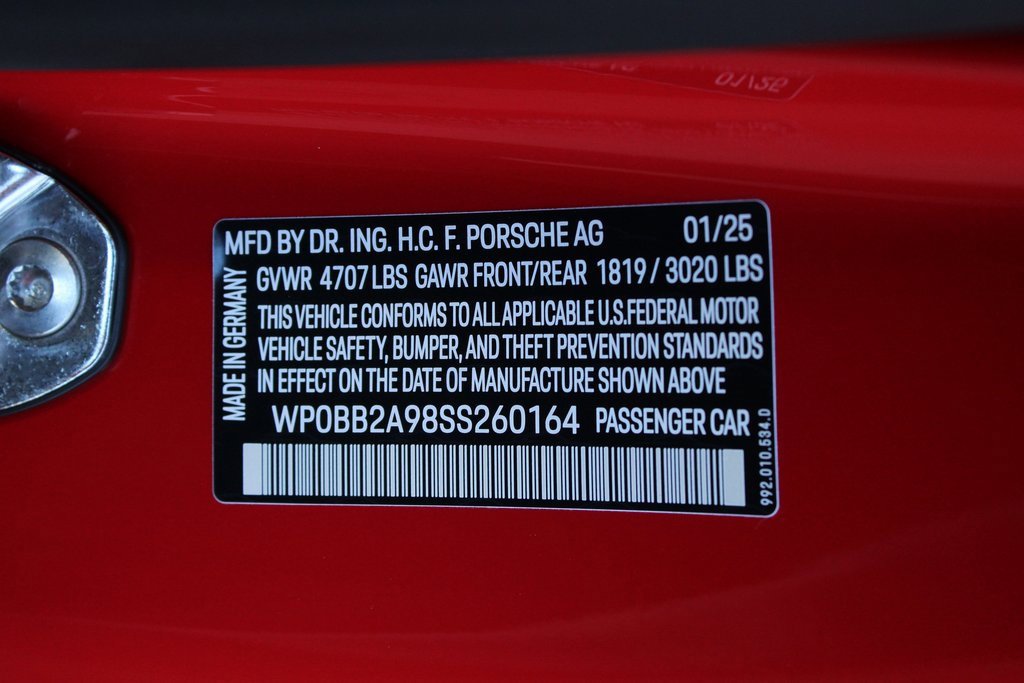 MFD BY DR. ING. H.C. F. PORSCHE AG 01/25
GVWR 4707 LBS GAWR FRONT/REAR 1819 / 3020 LBS
THIS VEHICLE CONFORMS TO ALL APPLICABLE U.S.FEDERAL MOTOR
VEHICLE SAFETY, BUMPER, AND THEFT PREVENTION STANDARDS
IN EFFECT ON THE DATE OF MANUFACTURE SHOWN ABOVE
WP0BB2A98SS260164 PASSENGER CAR
MADE IN GERMANY
992.010.534.D